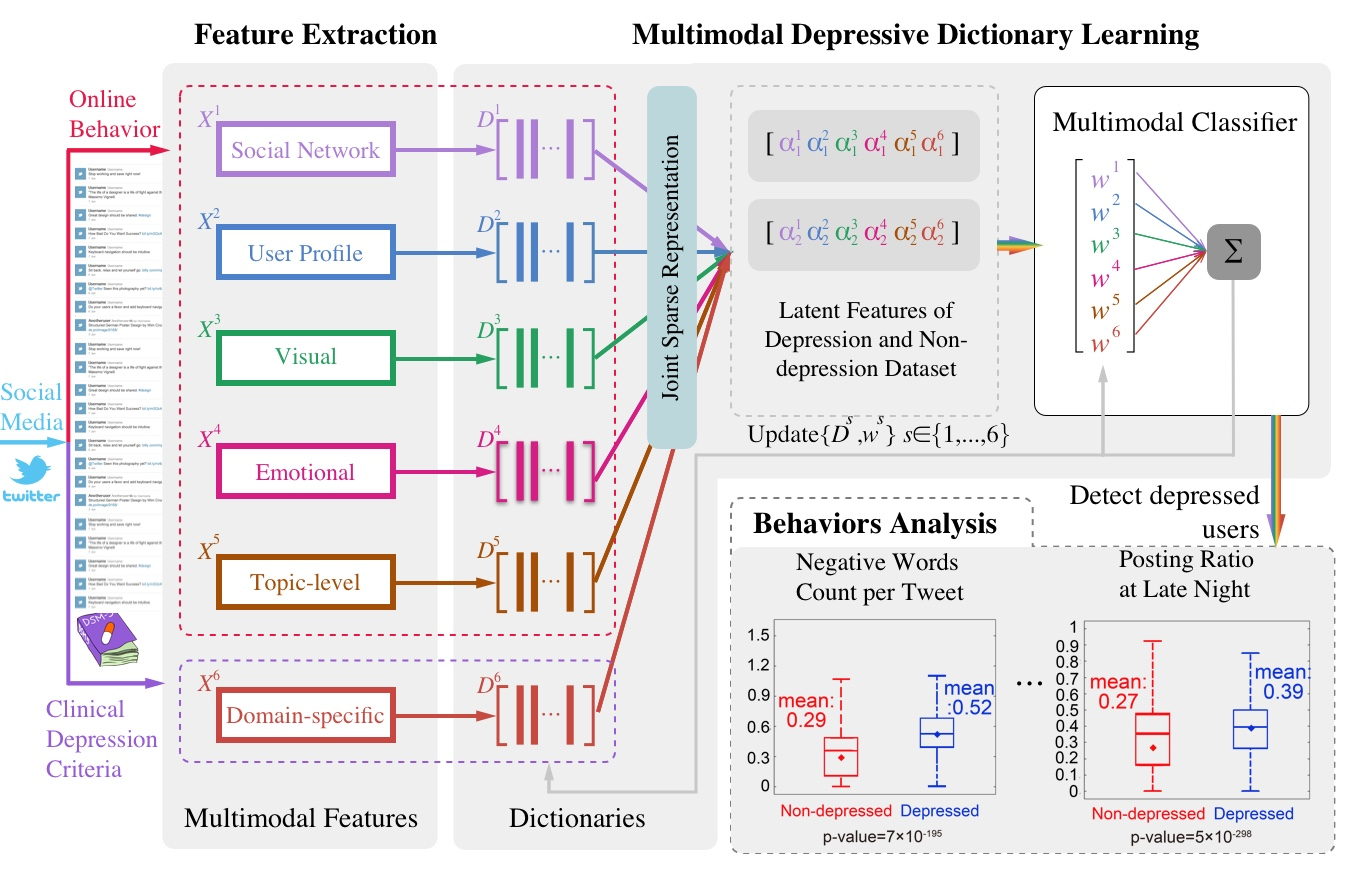 Feature Extraction
Multimodal Depressive Dictionary Learning
Online
Behavior
Social
Media
twitter
DSM-5
Clinical
Depression
Criteria
X¹
Social Network
D¹
[ ... ]
X²
User Profile
D²
[ ... ]
X³
Visual
D³
[ ... ]
X⁴
Emotional
D⁴
[ ... ]
X⁵
Topic-level
D⁵
[ ... ]
X⁶
Domain-specific
D⁶
[ ... ]
Multimodal Features
Dictionaries
Joint Sparse Representation
[ α₁¹ α₁² α₁³ α₁⁴ α₁⁵ α₁⁶ ]
[ α₂¹ α₂² α₂³ α₂⁴ α₂⁵ α₂⁶ ]
Latent Features of
Depression and Non-
depression Dataset
Update{Dˢ,wˢ} s∈{1,...,6}
Multimodal Classifier
w¹
w²
w³
w⁴
w⁵
w⁶
Σ
Detect depressed
users
Behaviors Analysis
Negative Words
Count per Tweet
1.5
1.2
0.9
0.6
0.3
0
mean:
0.29
mean
:0.52
Non-depressed Depressed
p-value=7×10⁻¹⁹⁵
...
Posting Ratio
at Late Night
1
0.9
0.8
0.7
0.6
0.5
0.4
0.3
0.2
0.1
0
mean:
0.27
mean:
0.39
Non-depressed Depressed
p-value=5×10⁻²⁹⁸